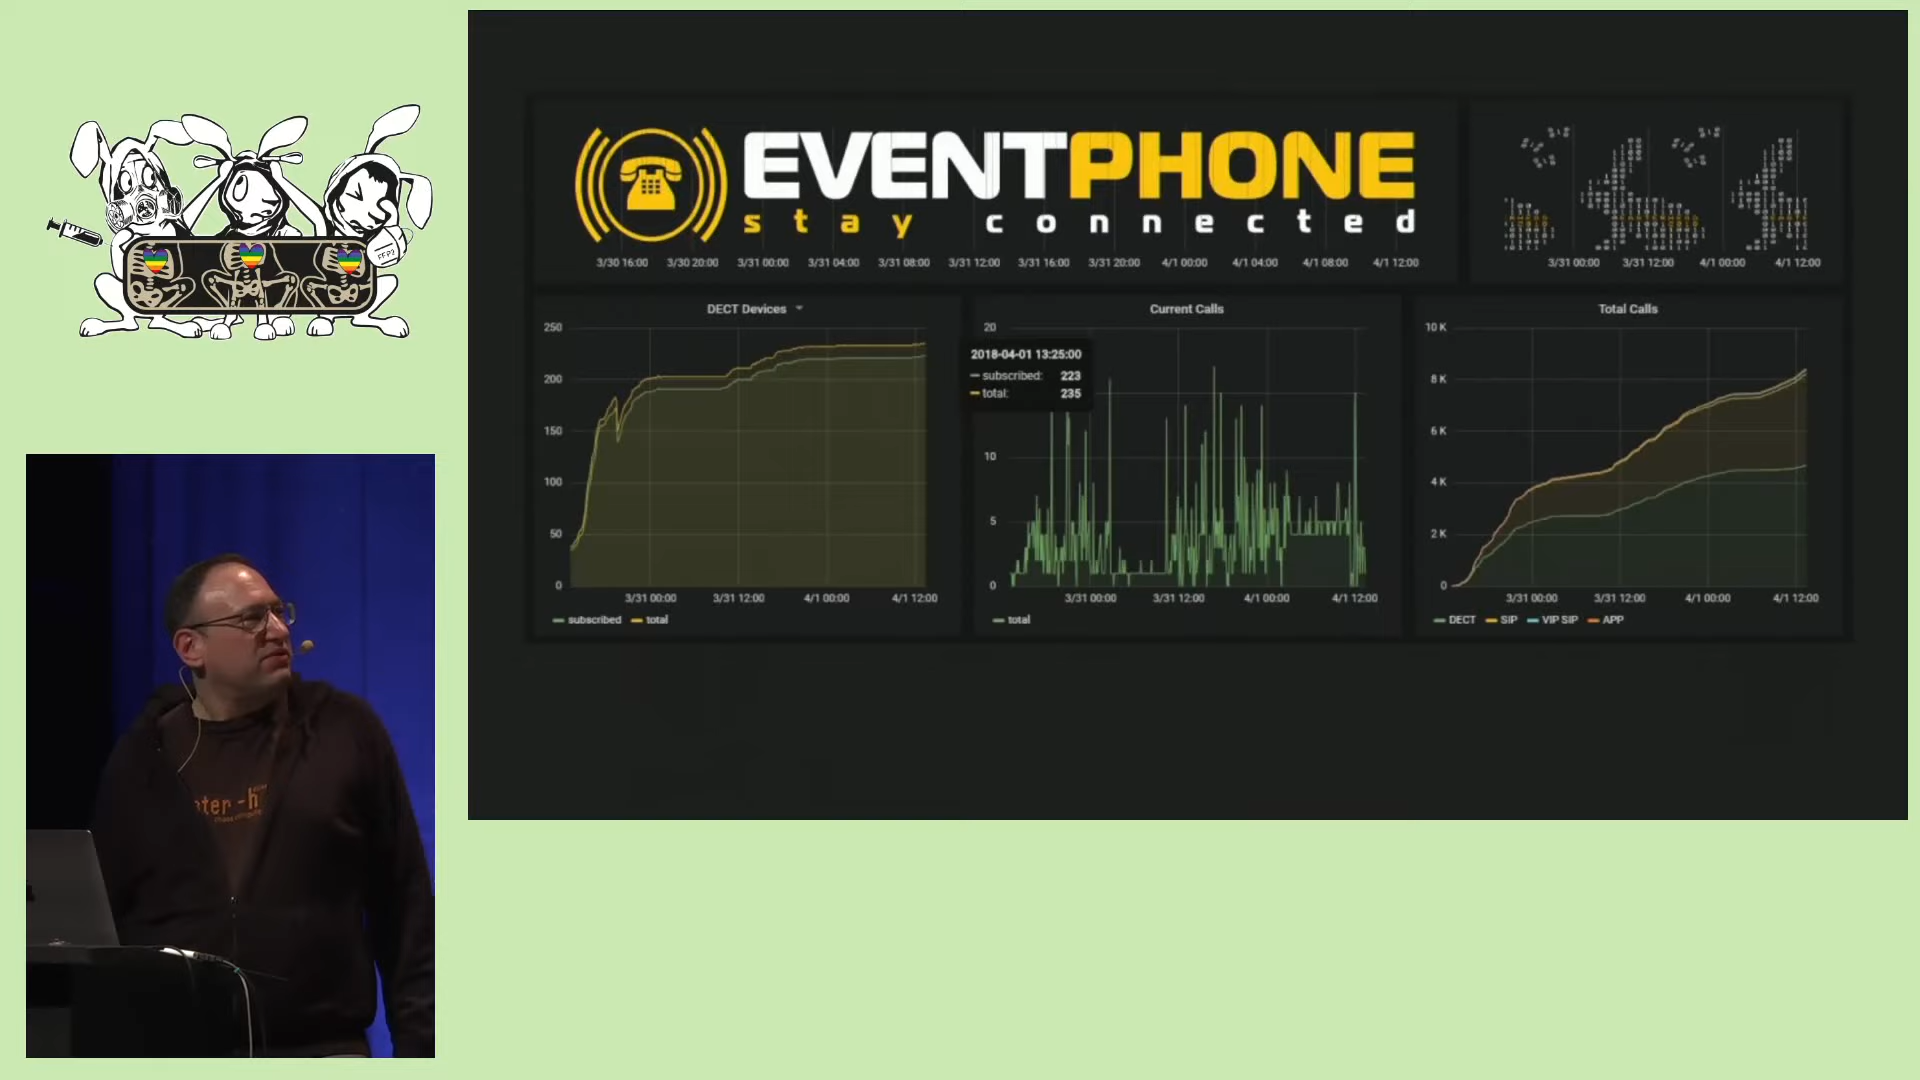 FFP2
EVENTPHONE
stay connected
3/30 16:00 3/30 20:00 3/31 00:00 3/31 04:00 3/31 08:00 3/31 12:00 3/31 16:00 3/31 20:00 4/1 00:00 4/1 04:00 4/1 08:00 4/1 12:00
3/31 00:00 3/31 12:00 4/1 00:00 4/1 12:00
DECT Devices
250
200
150
100
50
0
3/31 00:00 3/31 12:00 4/1 00:00 4/1 12:00
subscribed total
Current Calls
20
2018-04-01 13:25:00
subscribed: 223
total: 235
10
5
0
3/31 00:00 3/31 12:00 4/1 00:00 4/1 12:00
total
Total Calls
10 K
8 K
6 K
4 K
2 K
0
3/31 00:00 3/31 12:00 4/1 00:00 4/1 12:00
DECT SIP VIP SIP APP